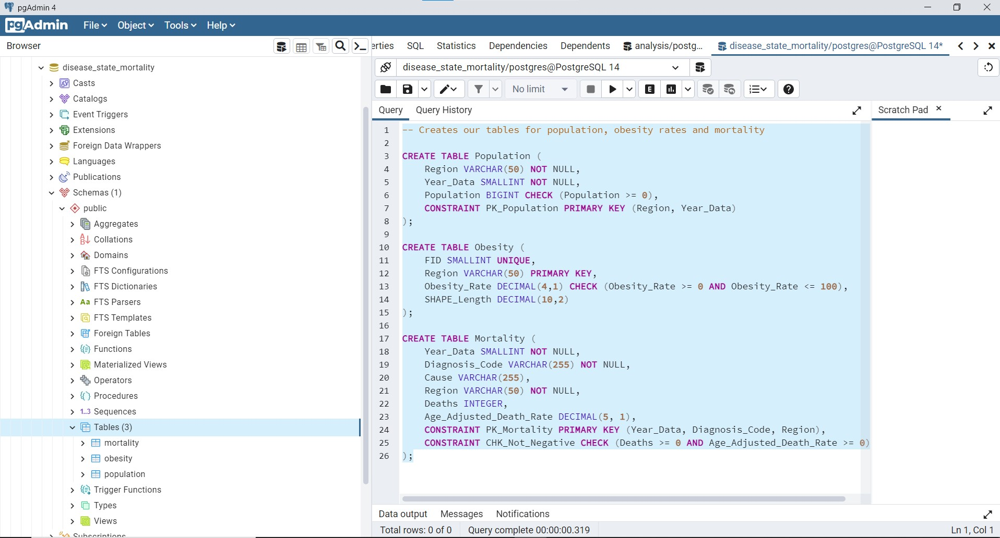 pgAdmin 4
pgAdmin File Object Tools Help
Browser
erties SQL Statistics Dependencies Dependents analysis/postg... disease_state_mortality/postgres@PostgreSQL 14*
disease_state_mortality/postgres@PostgreSQL 14
No limit
E
Query Query History
Scratch Pad
disease_state_mortality
Casts
Catalogs
Event Triggers
Extensions
Foreign Data Wrappers
Languages
Publications
Schemas (1)
public
Aggregates
Collations
Domains
FTS Configurations
FTS Dictionaries
Aa FTS Parsers
FTS Templates
Foreign Tables
Functions
Materialized Views
Operators
Procedures
1..3 Sequences
Tables (3)
mortality
obesity
population
Trigger Functions
Types
Views
Subscriptions
1 -- Creates our tables for population, obesity rates and mortality
2
3 CREATE TABLE Population (
4 Region VARCHAR(50) NOT NULL,
5 Year_Data SMALLINT NOT NULL,
6 Population BIGINT CHECK (Population >= 0),
7 CONSTRAINT PK_Population PRIMARY KEY (Region, Year_Data)
8 );
9
10 CREATE TABLE Obesity (
11 FID SMALLINT UNIQUE,
12 Region VARCHAR(50) PRIMARY KEY,
13 Obesity_Rate DECIMAL(4,1) CHECK (Obesity_Rate >= 0 AND Obesity_Rate <= 100),
14 SHAPE_Length DECIMAL(10,2)
15 );
16
17 CREATE TABLE Mortality (
18 Year_Data SMALLINT NOT NULL,
19 Diagnosis_Code VARCHAR(255) NOT NULL,
20 Cause VARCHAR(255),
21 Region VARCHAR(50) NOT NULL,
22 Deaths INTEGER,
23 Age_Adjusted_Death_Rate DECIMAL(5, 1),
24 CONSTRAINT PK_Mortality PRIMARY KEY (Year_Data, Diagnosis_Code, Region),
25 CONSTRAINT CHK_Not_Negative CHECK (Deaths >= 0 AND Age_Adjusted_Death_Rate >= 0)
26 );
Data output Messages Notifications
Total rows: 0 of 0 Query complete 00:00:00.319 Ln 1, Col 1